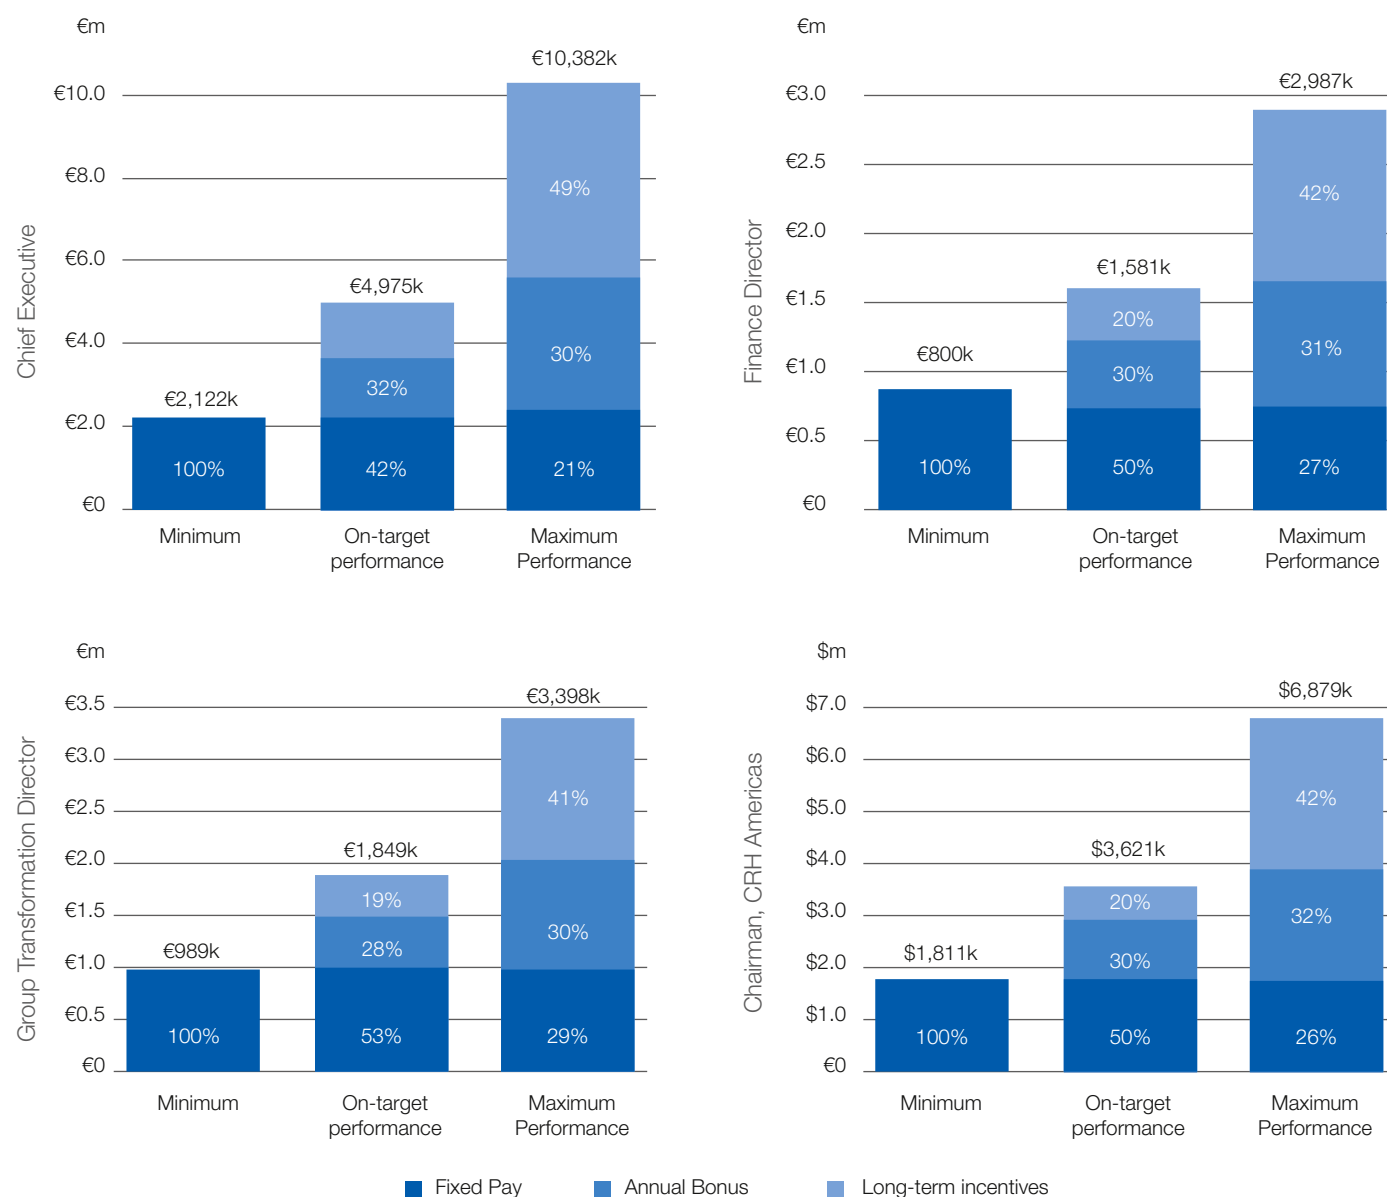 €m
€10,382k
€10.0
€8.0
€6.0
€4.0
€2.0
€0
Chief Executive
€4,975k
€2,122k
49%
30%
32%
100%
42%
21%
Minimum
On-target
performance
Maximum
Performance
€m
€2,987k
€3.0
€2.5
€2.0
€1.5
€1.0
€0.5
€0
Finance Director
€1,581k
€800k
42%
20%
31%
30%
100%
50%
27%
Minimum
On-target
performance
Maximum
Performance
€m
€3,398k
€3.5
€3.0
€2.5
€2.0
€1.5
€1.0
€0.5
€0
Group Transformation Director
€1,849k
€989k
41%
19%
30%
28%
100%
53%
29%
Minimum
On-target
performance
Maximum
Performance
$m
$6,879k
$7.0
$6.0
$5.0
$4.0
$3.0
$2.0
$1.0
€0
Chairman, CRH Americas
$3,621k
$1,811k
42%
20%
32%
30%
100%
50%
26%
Minimum
On-target
performance
Maximum
Performance
Fixed Pay
Annual Bonus
Long-term incentives